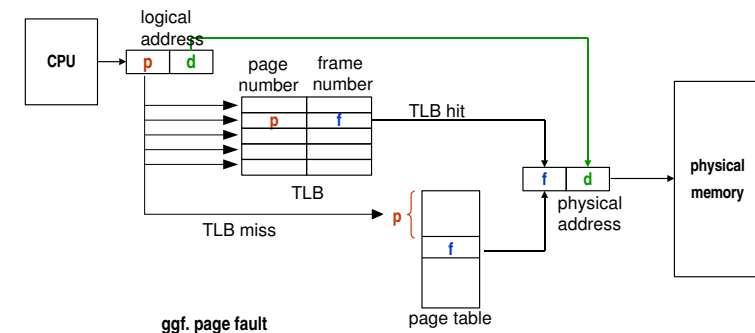 logical
address
CPU
p d
page frame
number number
p f
TLB hit
TLB
f d
physical
address
physical
memory
TLB miss
p
f
page table
ggf. page fault